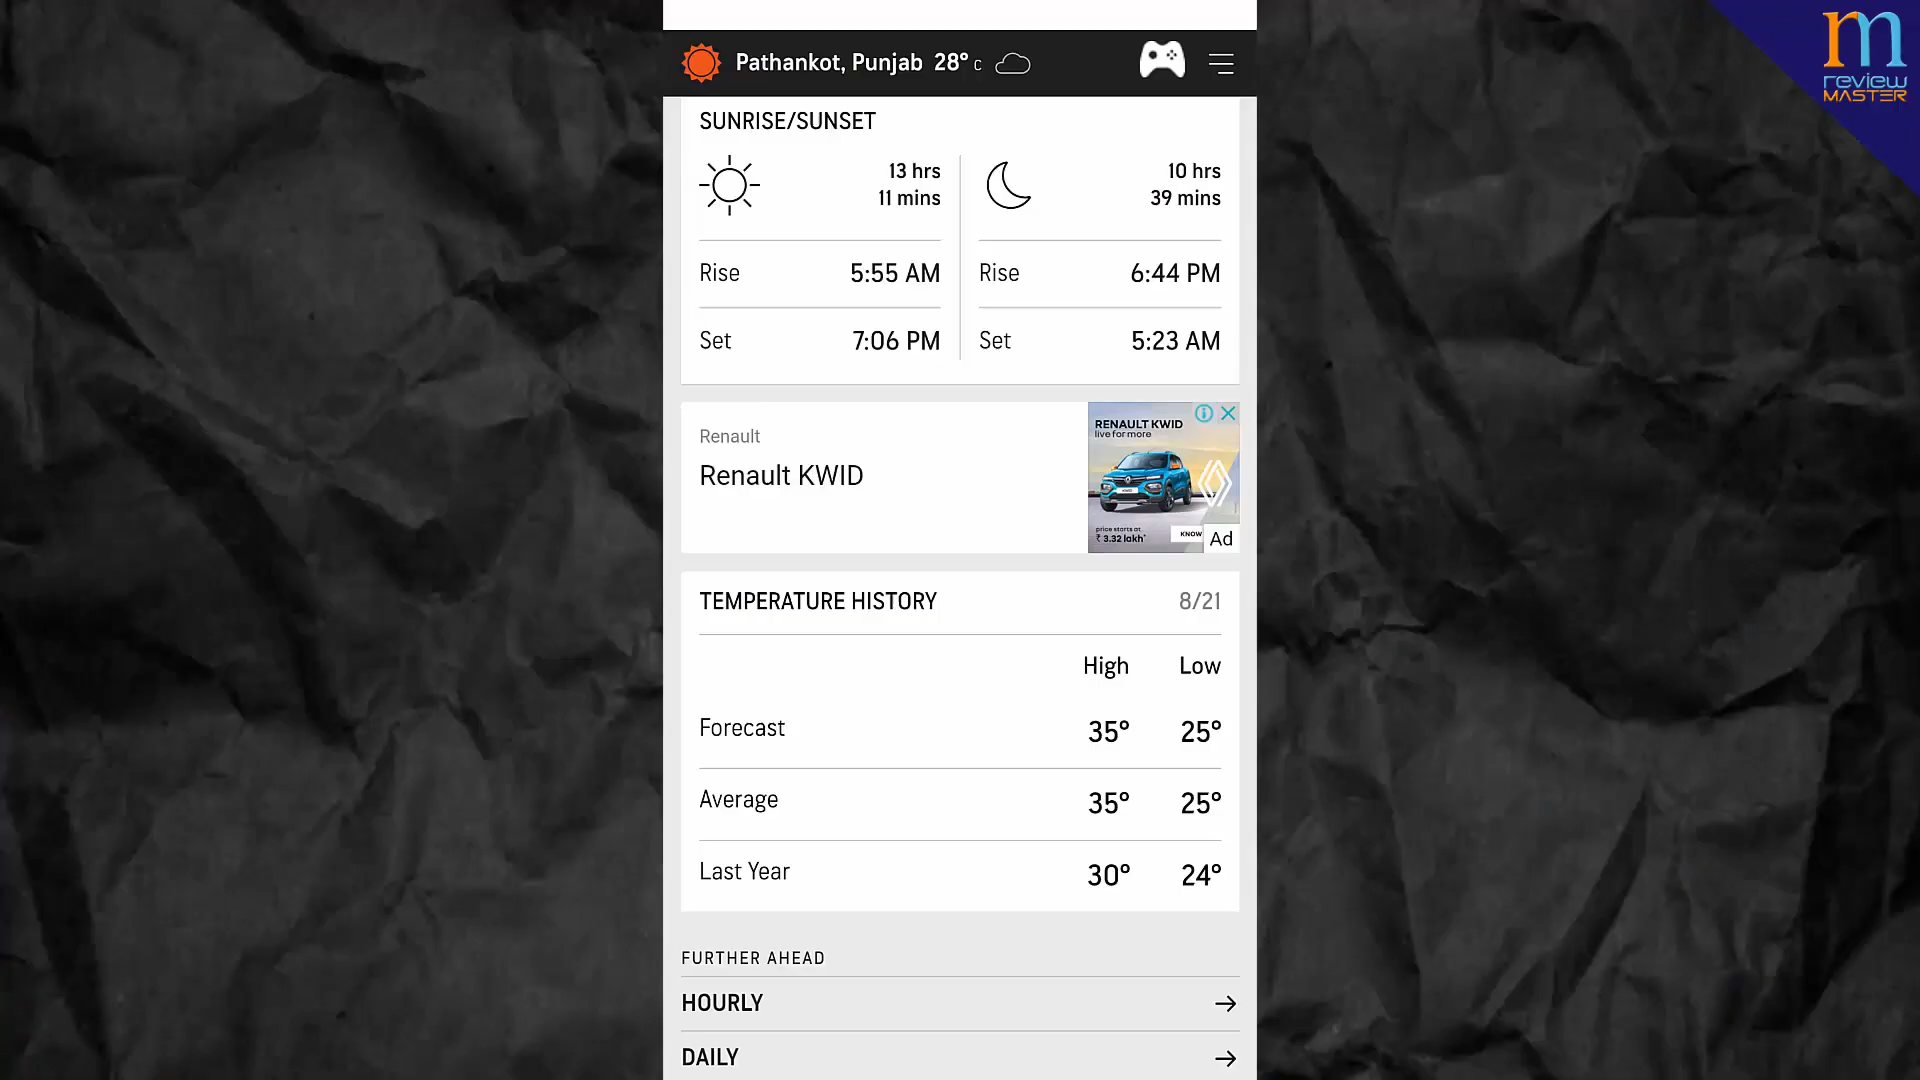 m
review
MASTER
Pathankot, Punjab 28° c
SUNRISE/SUNSET
13 hrs
11 mins
Rise 5:55 AM
Set 7:06 PM
10 hrs
39 mins
Rise 6:44 PM
Set 5:23 AM
Renault
Renault KWID
RENAULT KWID
live for more
KWID
price starts at
₹ 3.32 lakh*
KNOW
Ad
TEMPERATURE HISTORY 8/21
High Low
Forecast 35° 25°
Average 35° 25°
Last Year 30° 24°
FURTHER AHEAD
HOURLY
DAILY